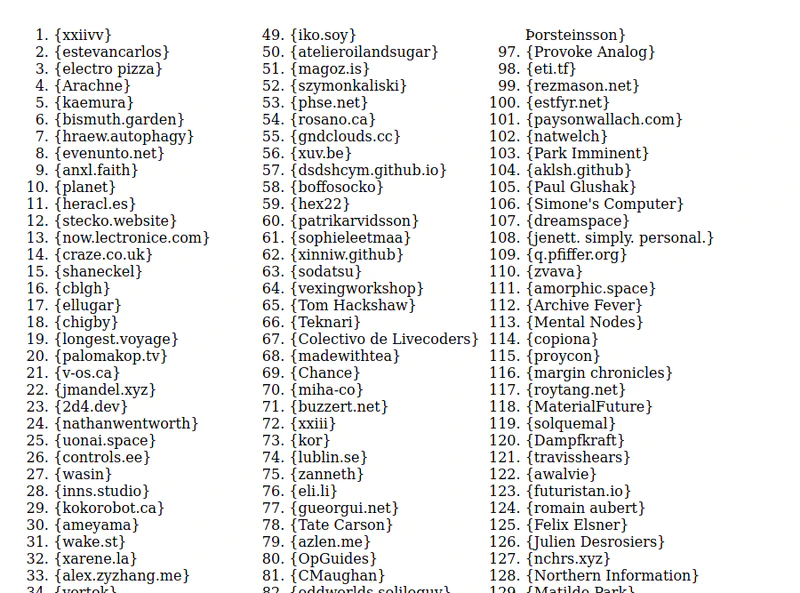 1. {xxiivv}
2. {estevancarlos}
3. {electro pizza}
4. {Arachne}
5. {kaemura}
6. {bismuth.garden}
7. {hraew.autophagy}
8. {evenunto.net}
9. {anxl.faith}
10. {planet}
11. {heracl.es}
12. {stecko.website}
13. {now.lectronice.com}
14. {craze.co.uk}
15. {shaneckel}
16. {cblgh}
17. {ellugar}
18. {chigby}
19. {longest.voyage}
20. {palomakop.tv}
21. {v-os.ca}
22. {jmandel.xyz}
23. {2d4.dev}
24. {nathanwentworth}
25. {uonai.space}
26. {controls.ee}
27. {wasin}
28. {inns.studio}
29. {kokorobot.ca}
30. {ameyama}
31. {wake.st}
32. {xarene.la}
33. {alex.zyzhang.me}
34. {vertok}
49. {iko.soy}
50. {atelieroilandsugar}
51. {magoz.is}
52. {szymonkaliski}
53. {phse.net}
54. {rosano.ca}
55. {gndclouds.cc}
56. {xuv.be}
57. {dsdshcym.github.io}
58. {boffosocko}
59. {hex22}
60. {patrikarvidsson}
61. {sophieleetmaa}
62. {xinniw.github}
63. {sodatsu}
64. {vexingworkshop}
65. {Tom Hackshaw}
66. {Teknari}
67. {Colectivo de Livecoders}
68. {madewithtea}
69. {Chance}
70. {miha-co}
71. {buzzert.net}
72. {xxiii}
73. {kor}
74. {lublin.se}
75. {zanneth}
76. {eli.li}
77. {gueorgui.net}
78. {Tate Carson}
79. {azlen.me}
80. {OpGuides}
81. {CMaughan}
82. {oddworlds.soliloquy}
Þorsteinsson}
97. {Provoke Analog}
98. {eti.tf}
99. {rezmason.net}
100. {estfyr.net}
101. {paysonwallach.com}
102. {natwelch}
103. {Park Imminent}
104. {aklsh.github}
105. {Paul Glushak}
106. {Simone's Computer}
107. {dreamspace}
108. {jenett. simply. personal.}
109. {q.pfiffer.org}
110. {zvava}
111. {amorphic.space}
112. {Archive Fever}
113. {Mental Nodes}
114. {copiona}
115. {proycon}
116. {margin chronicles}
117. {roytang.net}
118. {MaterialFuture}
119. {solquemal}
120. {Dampfkraft}
121. {travisshears}
122. {awalvie}
123. {futuristan.io}
124. {romain aubert}
125. {Felix Elsner}
126. {Julien Desrosiers}
127. {nchrs.xyz}
128. {Northern Information}
129. {Matilde Park}